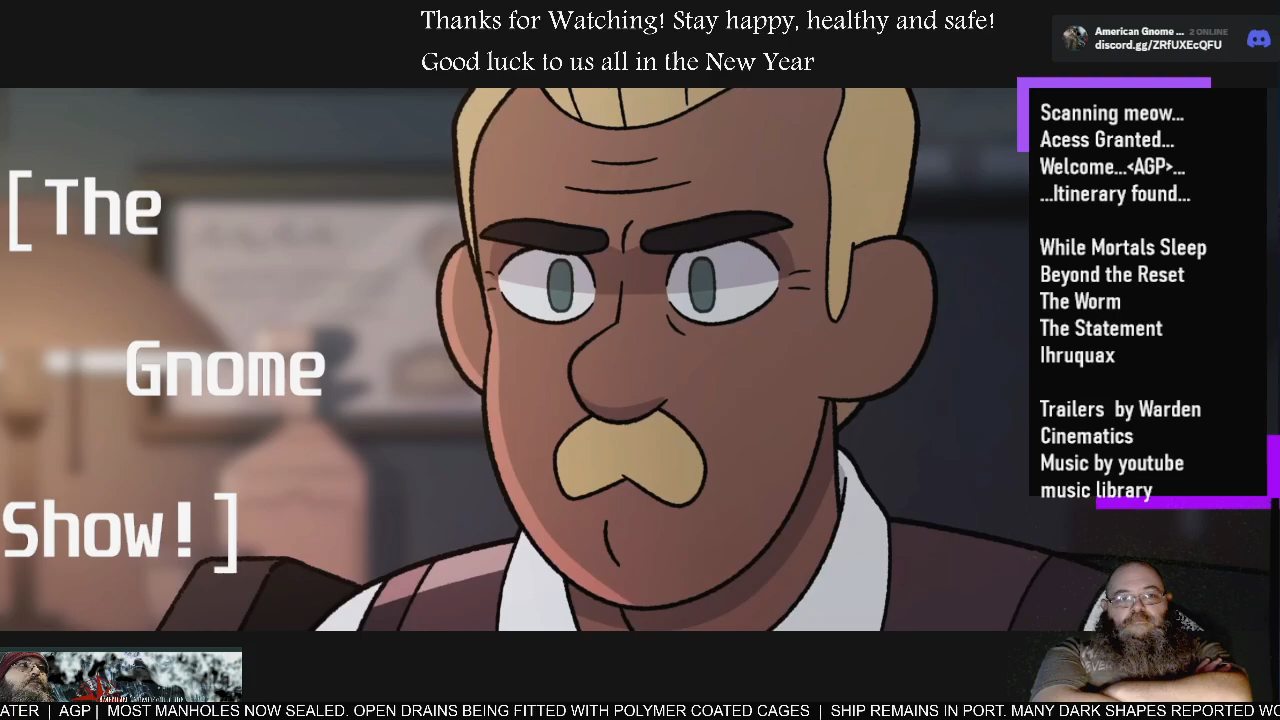 Thanks for Watching! Stay happy, healthy and safe!
Good luck to us all in the New Year
American Gnome ... 2 ONLINE
discord.gg/ZRfUXEcQFU
[The
Gnome
Show!]
Scanning meow...
Acess Granted...
Welcome...<AGP>...
...Itinerary found...
While Mortals Sleep
Beyond the Reset
The Worm
The Statement
Ihruquax
Trailers by Warden
Cinematics
Music by youtube
music library
ATER | AGP | MOST MANHOLES NOW SEALED. OPEN DRAINS BEING FITTED WITH POLYMER COATED CAGES | SHIP REMAINS IN PORT. MANY DARK SHAPES REPORTED WO